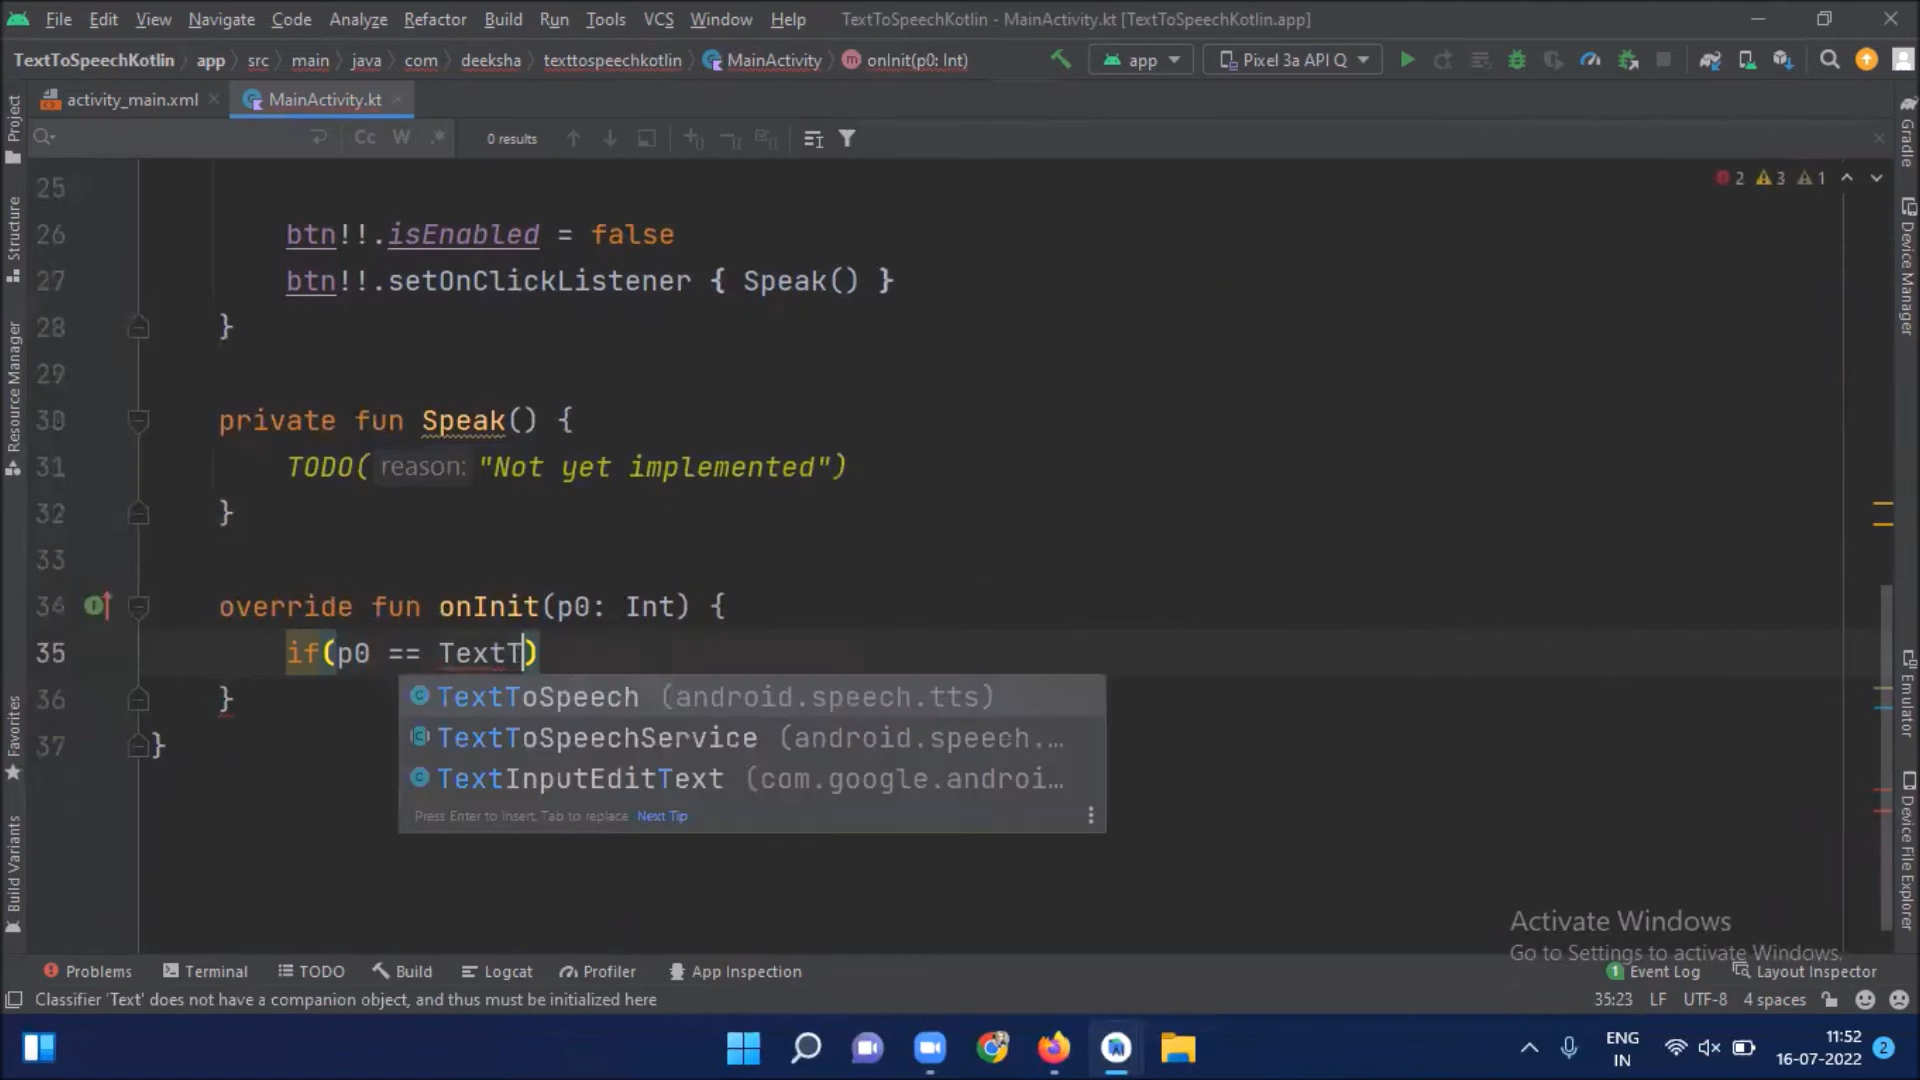 File Edit View Navigate Code Analyze Refactor Build Run Tools VCS Window Help TextToSpeechKotlin - MainActivity.kt [TextToSpeechKotlin.app]
TextToSpeechKotlin app src main java com deeksha texttospeechkotlin MainActivity onInit(p0: Int) app Pixel 3a API Q
activity_main.xml MainActivity.kt
Cc W .* 0 results
2 3 1
25
26 btn!!.isEnabled = false
27 btn!!.setOnClickListener { Speak() }
28 }
29
30 private fun Speak() {
31 TODO( reason: "Not yet implemented")
32 }
33
34 override fun onInit(p0: Int) {
35 if(p0 == TextT)
36 }
37 }
TextToSpeech (android.speech.tts)
TextToSpeechService (android.speech....
TextInputEditText (com.google.androi...
Press Enter to insert, Tab to replace Next Tip
Project
Structure
Resource Manager
Favorites
Build Variants
Gradle
Device Manager
Emulator
Device File Explorer
Activate Windows
Go to Settings to activate Windows.
Problems Terminal TODO Build Logcat Profiler App Inspection 1 Event Log Layout Inspector
Classifier 'Text' does not have a companion object, and thus must be initialized here 35:23 LF UTF-8 4 spaces
ENG
IN
11:52
16-07-2022
2